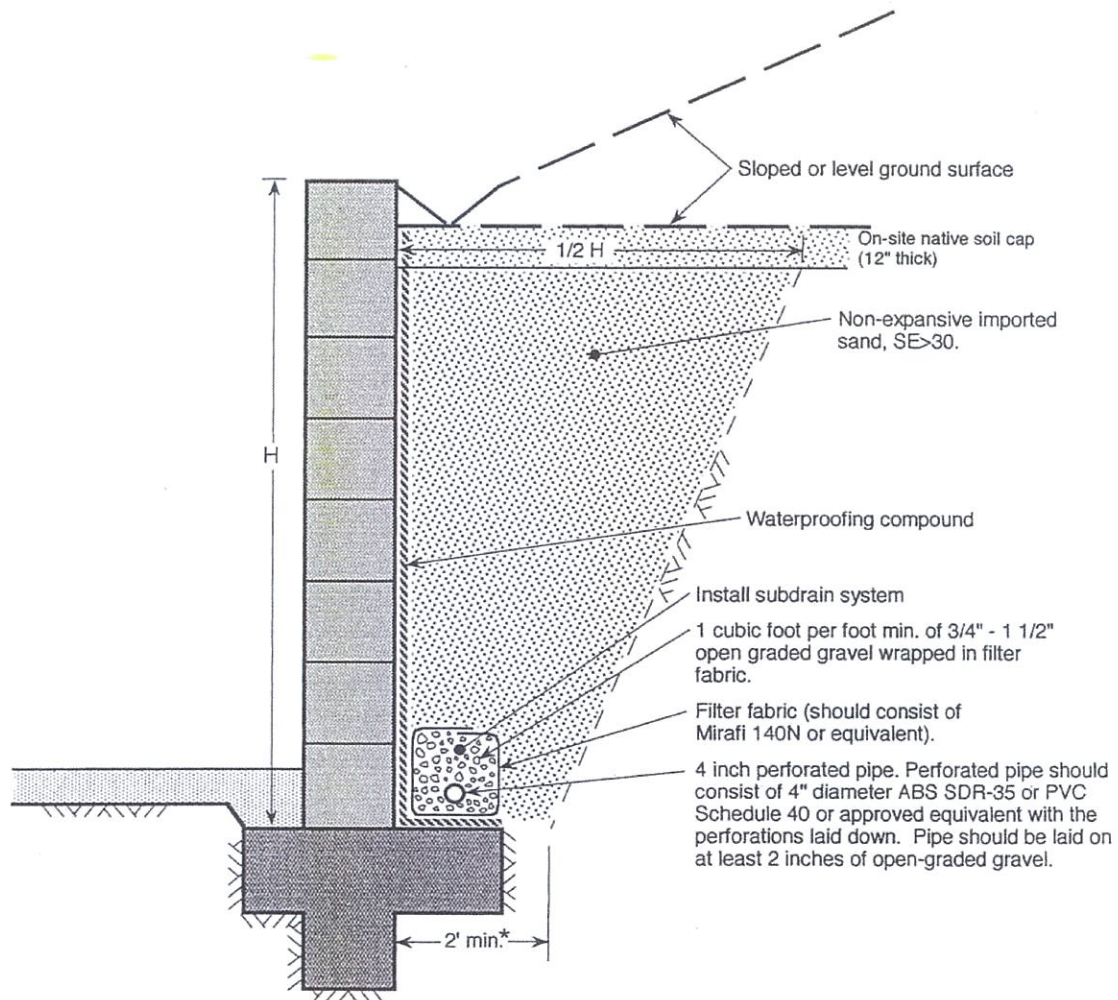 Sloped or level ground surface
1/2 H
On-site native soil cap
(12" thick)
Non-expansive imported
sand, SE>30.
H
Waterproofing compound
Install subdrain system
1 cubic foot per foot min. of 3/4" - 1 1/2"
open graded gravel wrapped in filter
fabric.
Filter fabric (should consist of
Mirafi 140N or equivalent).
4 inch perforated pipe. Perforated pipe should
consist of 4" diameter ABS SDR-35 or PVC
Schedule 40 or approved equivalent with the
perforations laid down. Pipe should be laid on
at least 2 inches of open-graded gravel.
2' min.*